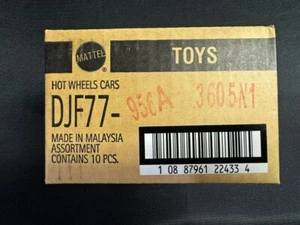 MATTEL
TOYS
HOT WHEELS CARS
DJF77- 956A 3605N1
MADE IN MALAYSIA
ASSORTMENT
CONTAINS 10 PCS.
1 08 87961 22433 4